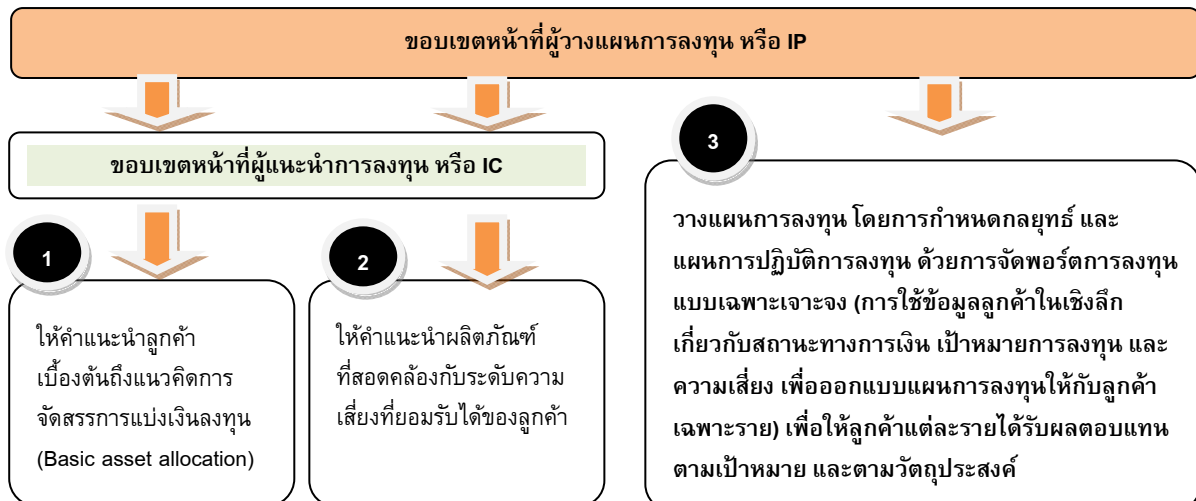 ขอบเขตหน้าที่ผู้วางแผนการลงทุน หรือ IP
ขอบเขตหน้าที่ผู้แนะนำการลงทุน หรือ IC
1
ให้คำแนะนำลูกค้า
เบื้องต้นถึงแนวคิดการ
จัดสรรการแบ่งเงินลงทุน
(Basic asset allocation)
2
ให้คำแนะนำผลิตภัณฑ์
ที่สอดคล้องกับระดับความ
เสี่ยงที่ยอมรับได้ของลูกค้า
3
วางแผนการลงทุน โดยการกำหนดกลยุทธ์ และ
แผนการปฏิบัติการลงทุน ด้วยการจัดพอร์ตการลงทุน
แบบเฉพาะเจาะจง (การใช้ข้อมูลลูกค้าในเชิงลึก
เกี่ยวกับสถานะทางการเงิน เป้าหมายการลงทุน และ
ความเสี่ยง เพื่อออกแบบแผนการลงทุนให้กับลูกค้า
เฉพาะราย) เพื่อให้ลูกค้าแต่ละรายได้รับผลตอบแทน
ตามเป้าหมาย และตามวัตถุประสงค์